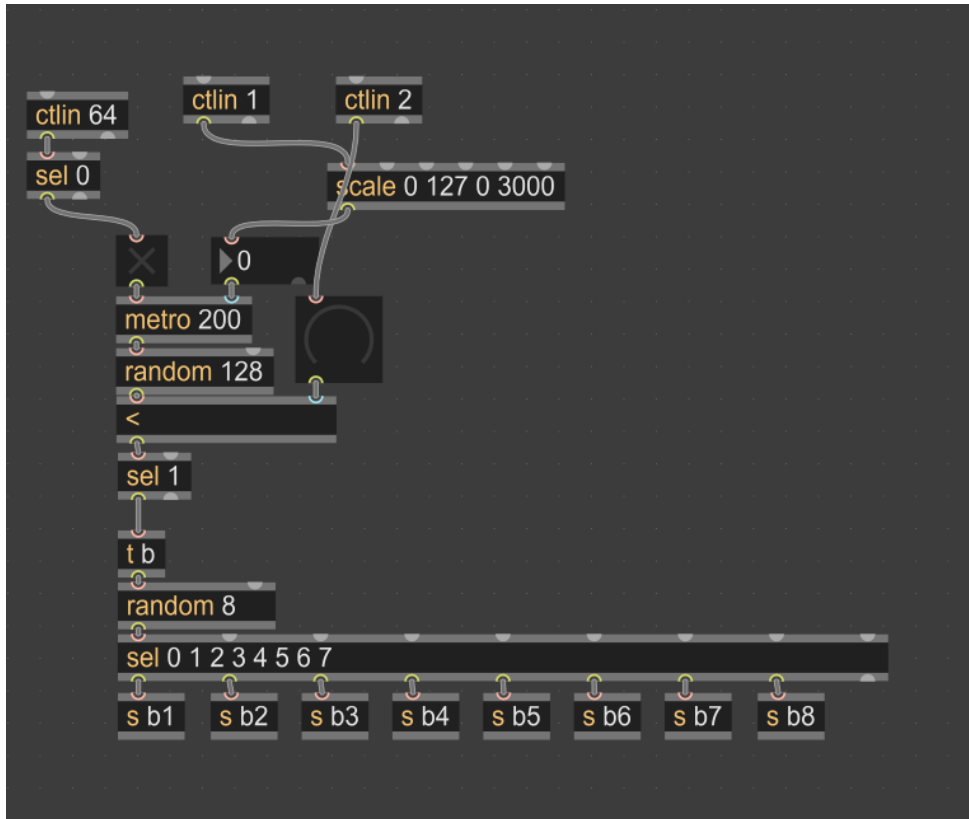 ctlin 64
ctlin 1
ctlin 2
sel 0
scale 0 127 0 3000
0
metro 200
random 128
<
sel 1
t b
random 8
sel 0 1 2 3 4 5 6 7
s b1
s b2
s b3
s b4
s b5
s b6
s b7
s b8